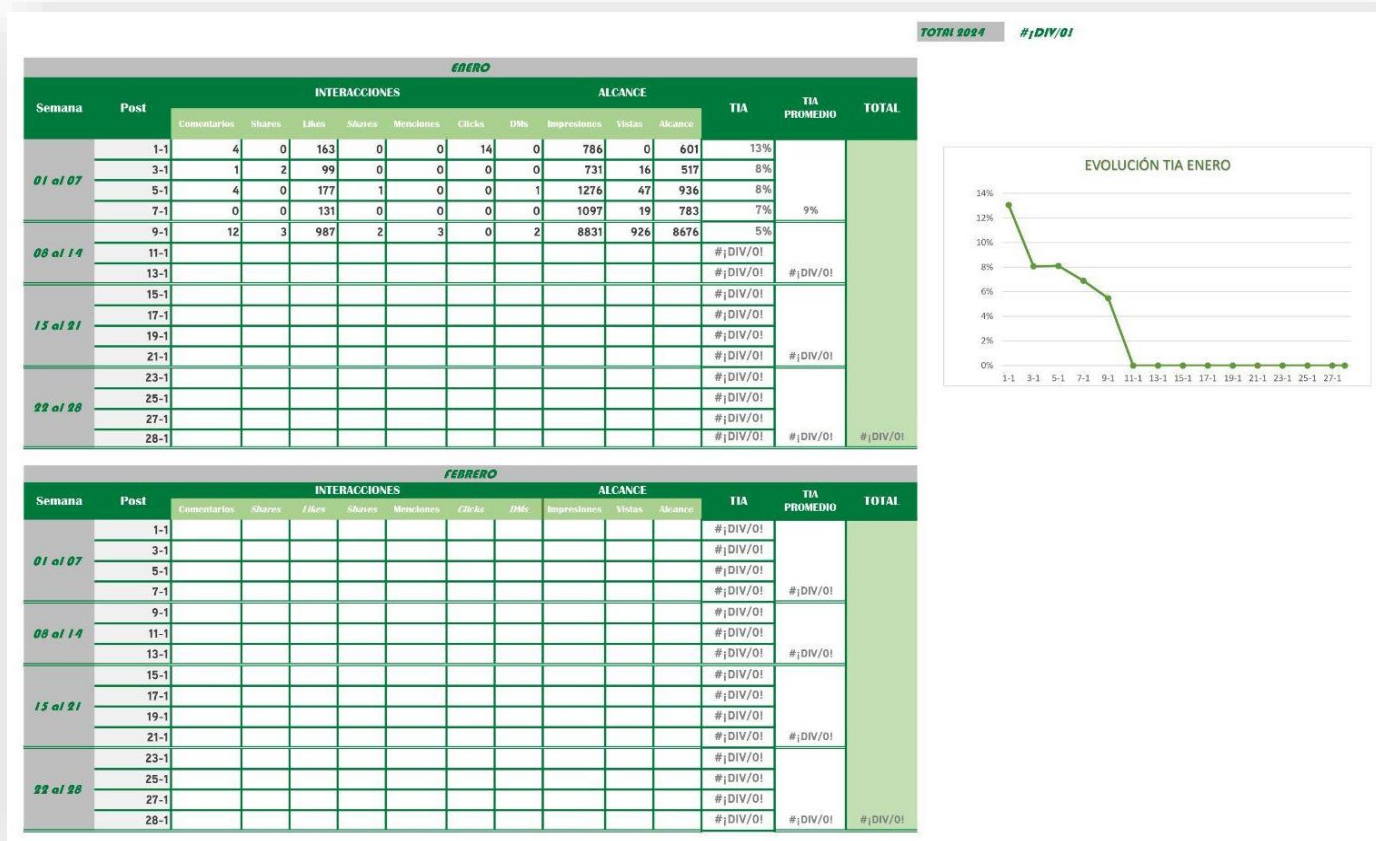 TOTAL 2024 #¡DIV/0!
ENERO
Semana Post INTERACCIONES ALCANCE TIA TIA PROMEDIO TOTAL
Comentarios Shares Likes Shaves Menciones Clicks DMs Impresiones Vistas Alcance
01 al 07
1-1 4 0 163 0 0 14 0 786 0 601 13%
3-1 1 2 99 0 0 0 0 731 16 517 8%
5-1 4 0 177 1 0 0 1 1276 47 936 8%
7-1 0 0 131 0 0 0 0 1097 19 783 7% 9%
08 al 14
9-1 12 3 987 2 3 0 2 8831 926 8676 5%
11-1 #¡DIV/0!
13-1 #¡DIV/0! #¡DIV/0!
15 al 21
15-1 #¡DIV/0!
17-1 #¡DIV/0!
19-1 #¡DIV/0!
21-1 #¡DIV/0! #¡DIV/0!
22 al 28
23-1 #¡DIV/0!
25-1 #¡DIV/0!
27-1 #¡DIV/0!
28-1 #¡DIV/0! #¡DIV/0! #¡DIV/0!
EVOLUCIÓN TIA ENERO
14%
12%
10%
8%
6%
4%
2%
0%
1-1 3-1 5-1 7-1 9-1 11-1 13-1 15-1 17-1 19-1 21-1 23-1 25-1 27-1
FEBRERO
Semana Post INTERACCIONES ALCANCE TIA TIA PROMEDIO TOTAL
Comentarios Shares Likes Shaves Menciones Clicks DMs Impresiones Vistas Alcance
01 al 07
1-1 #¡DIV/0!
3-1 #¡DIV/0!
5-1 #¡DIV/0!
7-1 #¡DIV/0! #¡DIV/0!
08 al 14
9-1 #¡DIV/0!
11-1 #¡DIV/0!
13-1 #¡DIV/0! #¡DIV/0!
15 al 21
15-1 #¡DIV/0!
17-1 #¡DIV/0!
19-1 #¡DIV/0!
21-1 #¡DIV/0! #¡DIV/0!
22 al 28
23-1 #¡DIV/0!
25-1 #¡DIV/0!
27-1 #¡DIV/0!
28-1 #¡DIV/0! #¡DIV/0! #¡DIV/0!